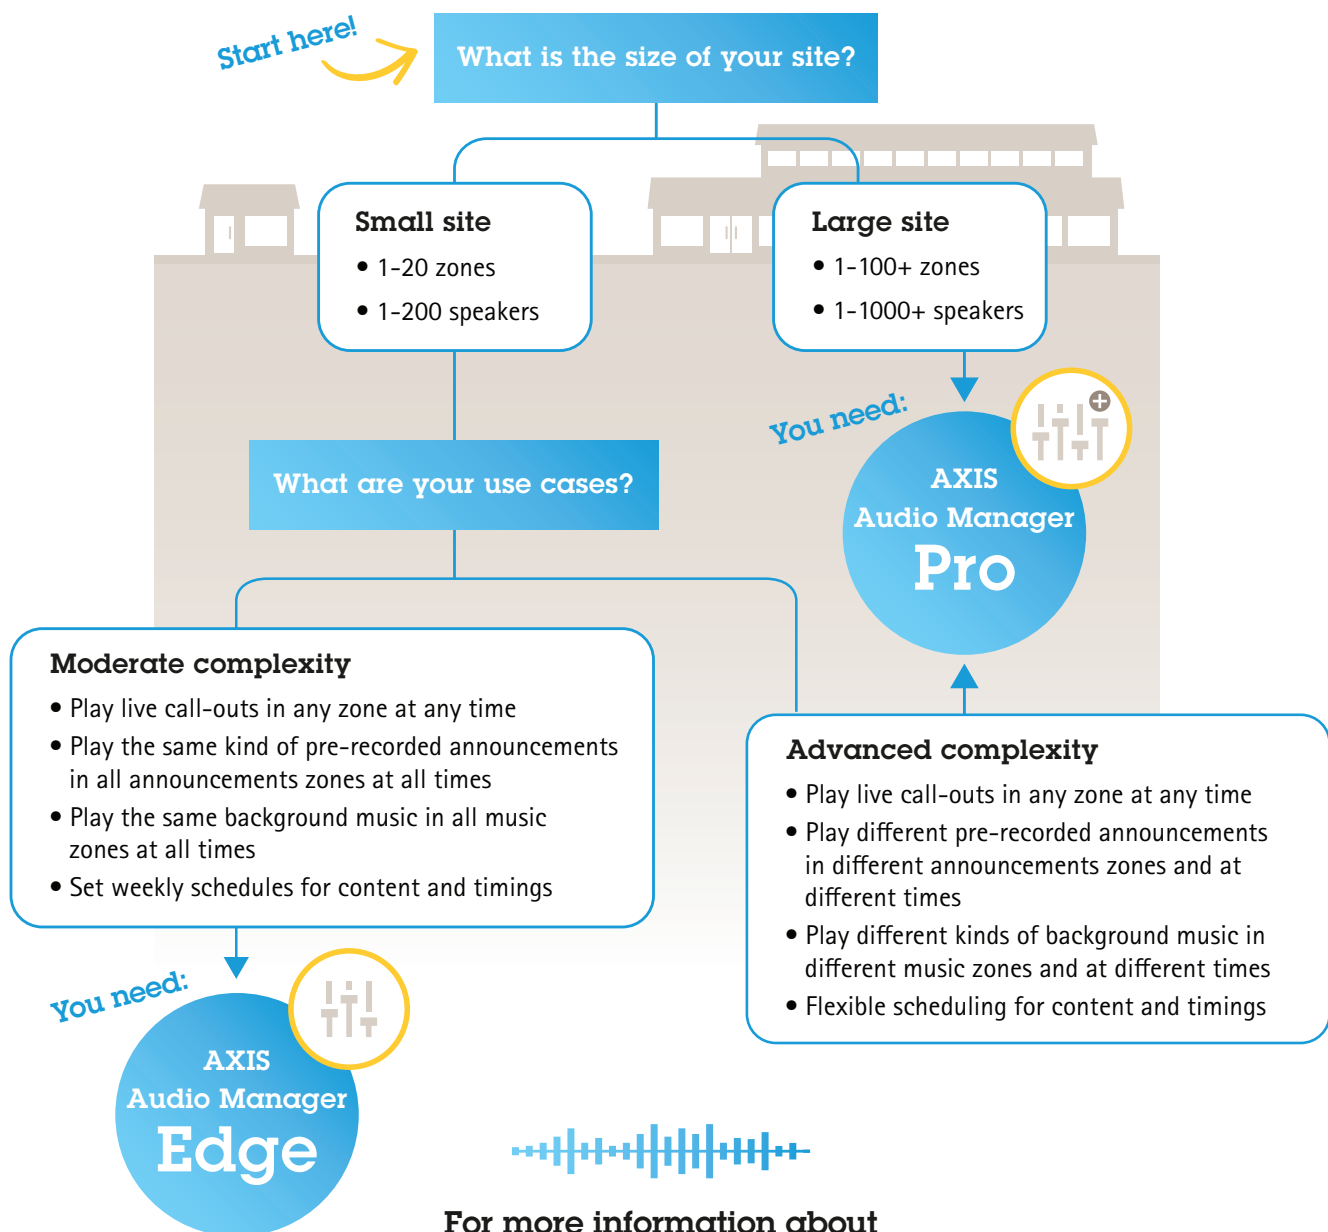 Start here!
What is the size of your site?
Small site
• 1-20 zones
• 1-200 speakers
Large site
• 1-100+ zones
• 1-1000+ speakers
You need:
AXIS
Audio Manager
Pro
What are your use cases?
Moderate complexity
• Play live call-outs in any zone at any time
• Play the same kind of pre-recorded announcements
in all announcements zones at all times
• Play the same background music in all music
zones at all times
• Set weekly schedules for content and timings
Advanced complexity
• Play live call-outs in any zone at any time
• Play different pre-recorded announcements
in different announcements zones and at
different times
• Play different kinds of background music in
different music zones and at different times
• Flexible scheduling for content and timings
You need:
AXIS
Audio Manager
Edge
For more information about